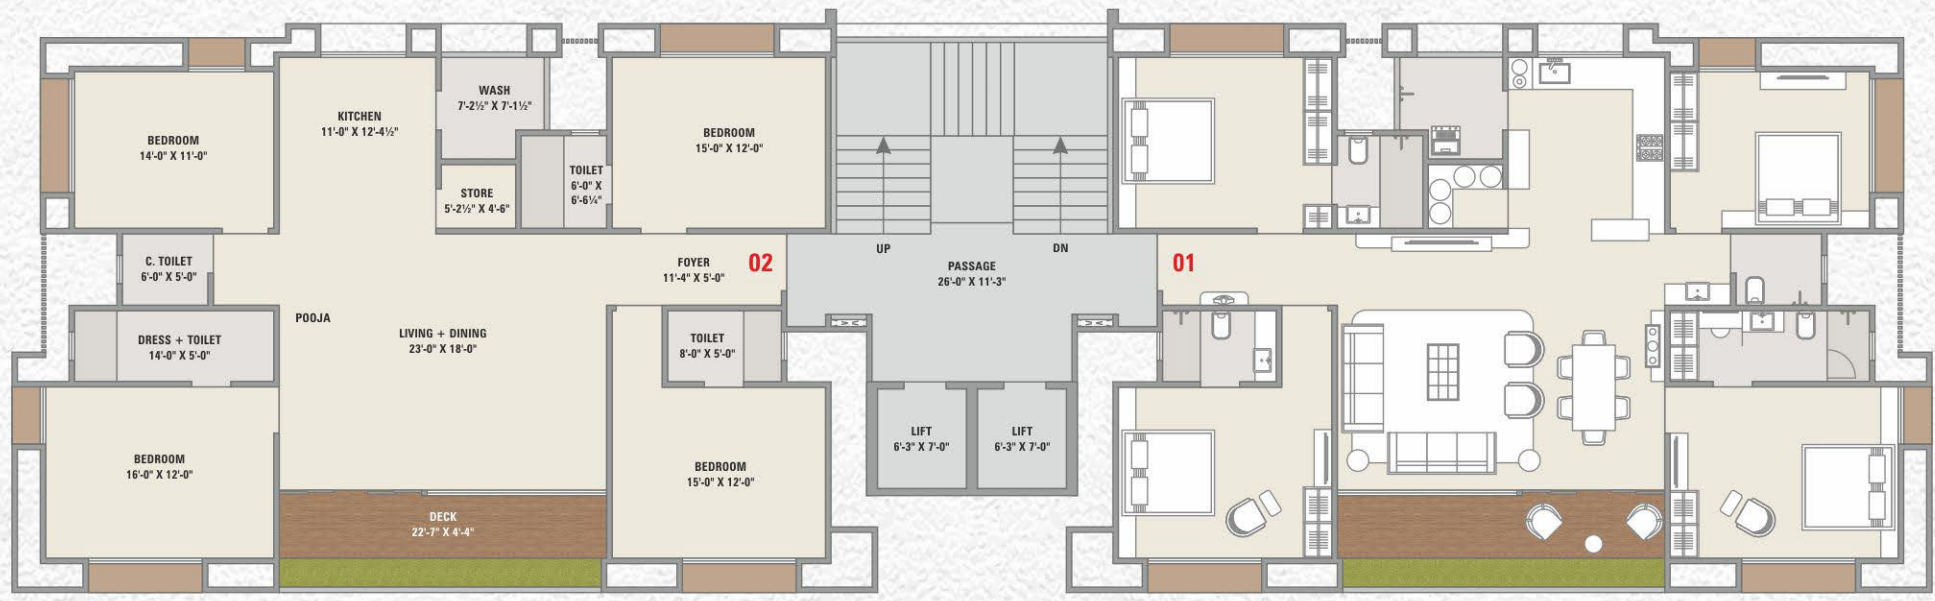 BEDROOM
14'-0" X 11'-0"
KITCHEN
11'-0" X 12'-4½"
WASH
7'-2½" X 7'-1½"
STORE
5'-2½" X 4'-6"
TOILET
6'-0" X
6'-6¼"
BEDROOM
15'-0" X 12'-0"
C. TOILET
6'-0" X 5'-0"
FOYER
11'-4" X 5'-0"
02
UP
DN
PASSAGE
26'-0" X 11'-3"
01
POOJA
DRESS + TOILET
14'-0" X 5'-0"
LIVING + DINING
23'-0" X 18'-0"
TOILET
8'-0" X 5'-0"
BEDROOM
16'-0" X 12'-0"
BEDROOM
15'-0" X 12'-0"
LIFT
6'-3" X 7'-0"
LIFT
6'-3" X 7'-0"
DECK
22'-7" X 4'-4"